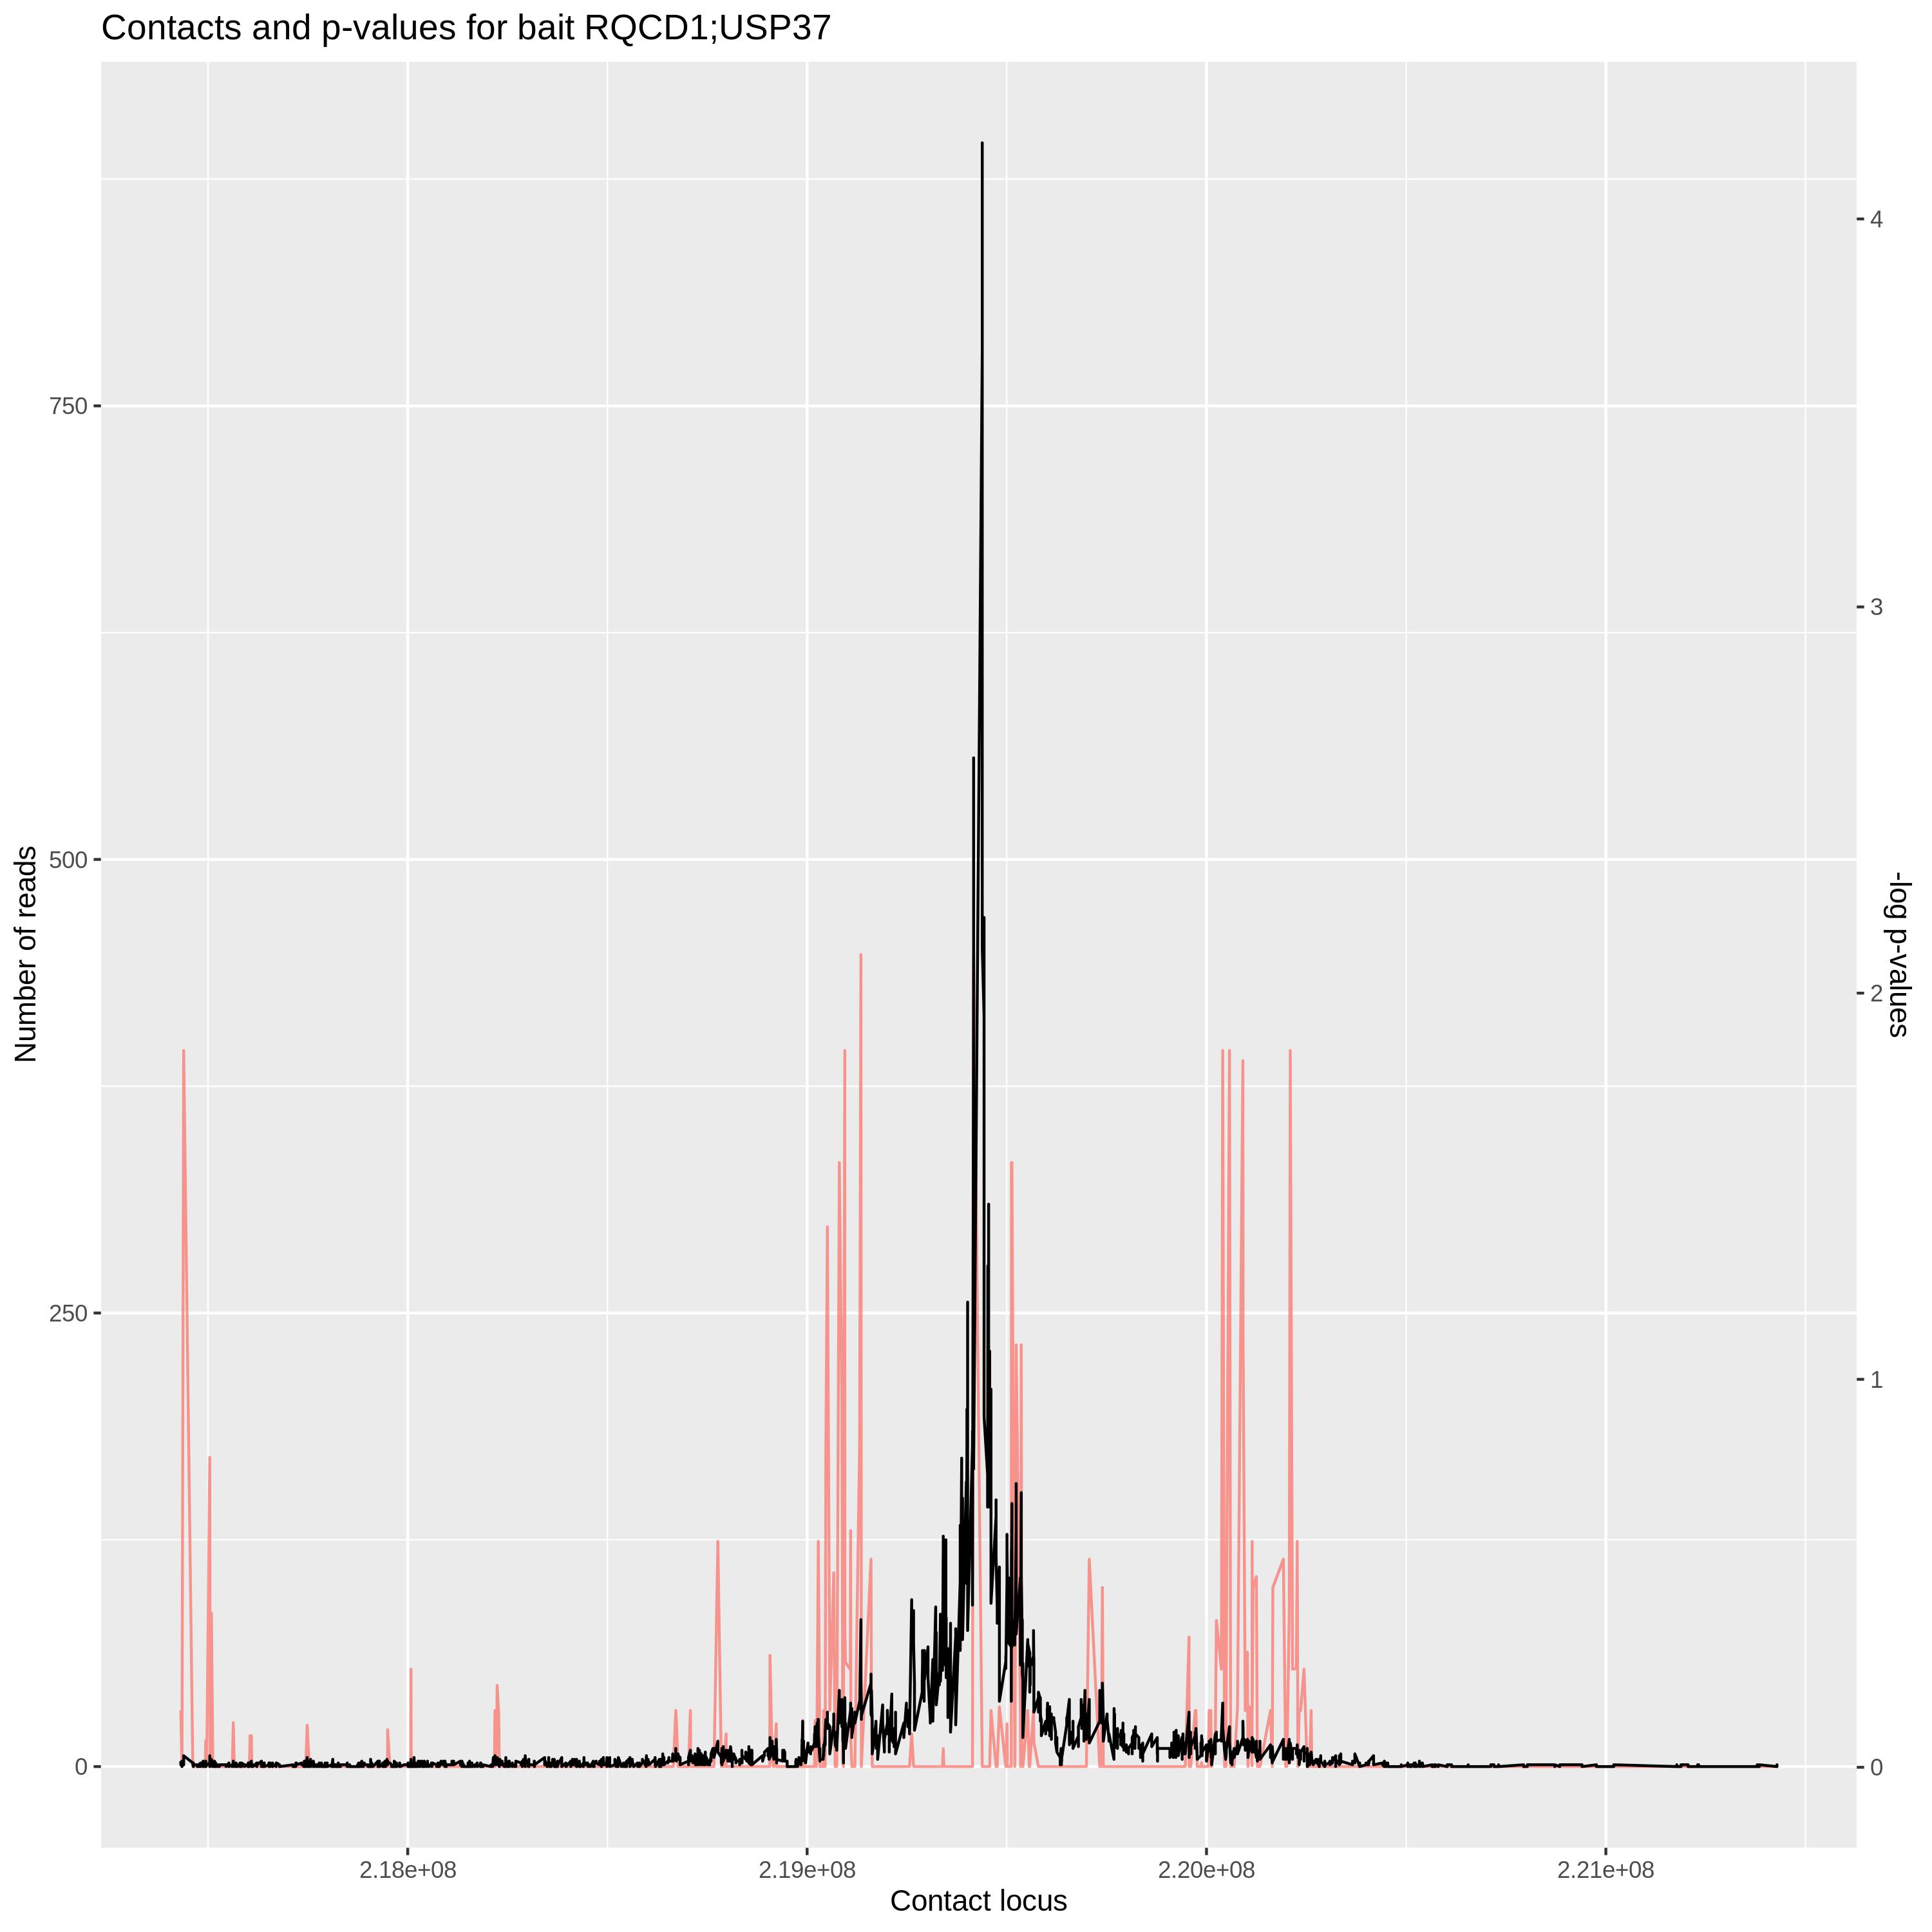 Contacts and p-values for bait RQCD1;USP37
Number of reads
750
500
250
0
4
3
2
1
0
-log p-values
2.18e+08
2.19e+08
2.20e+08
2.21e+08
Contact locus